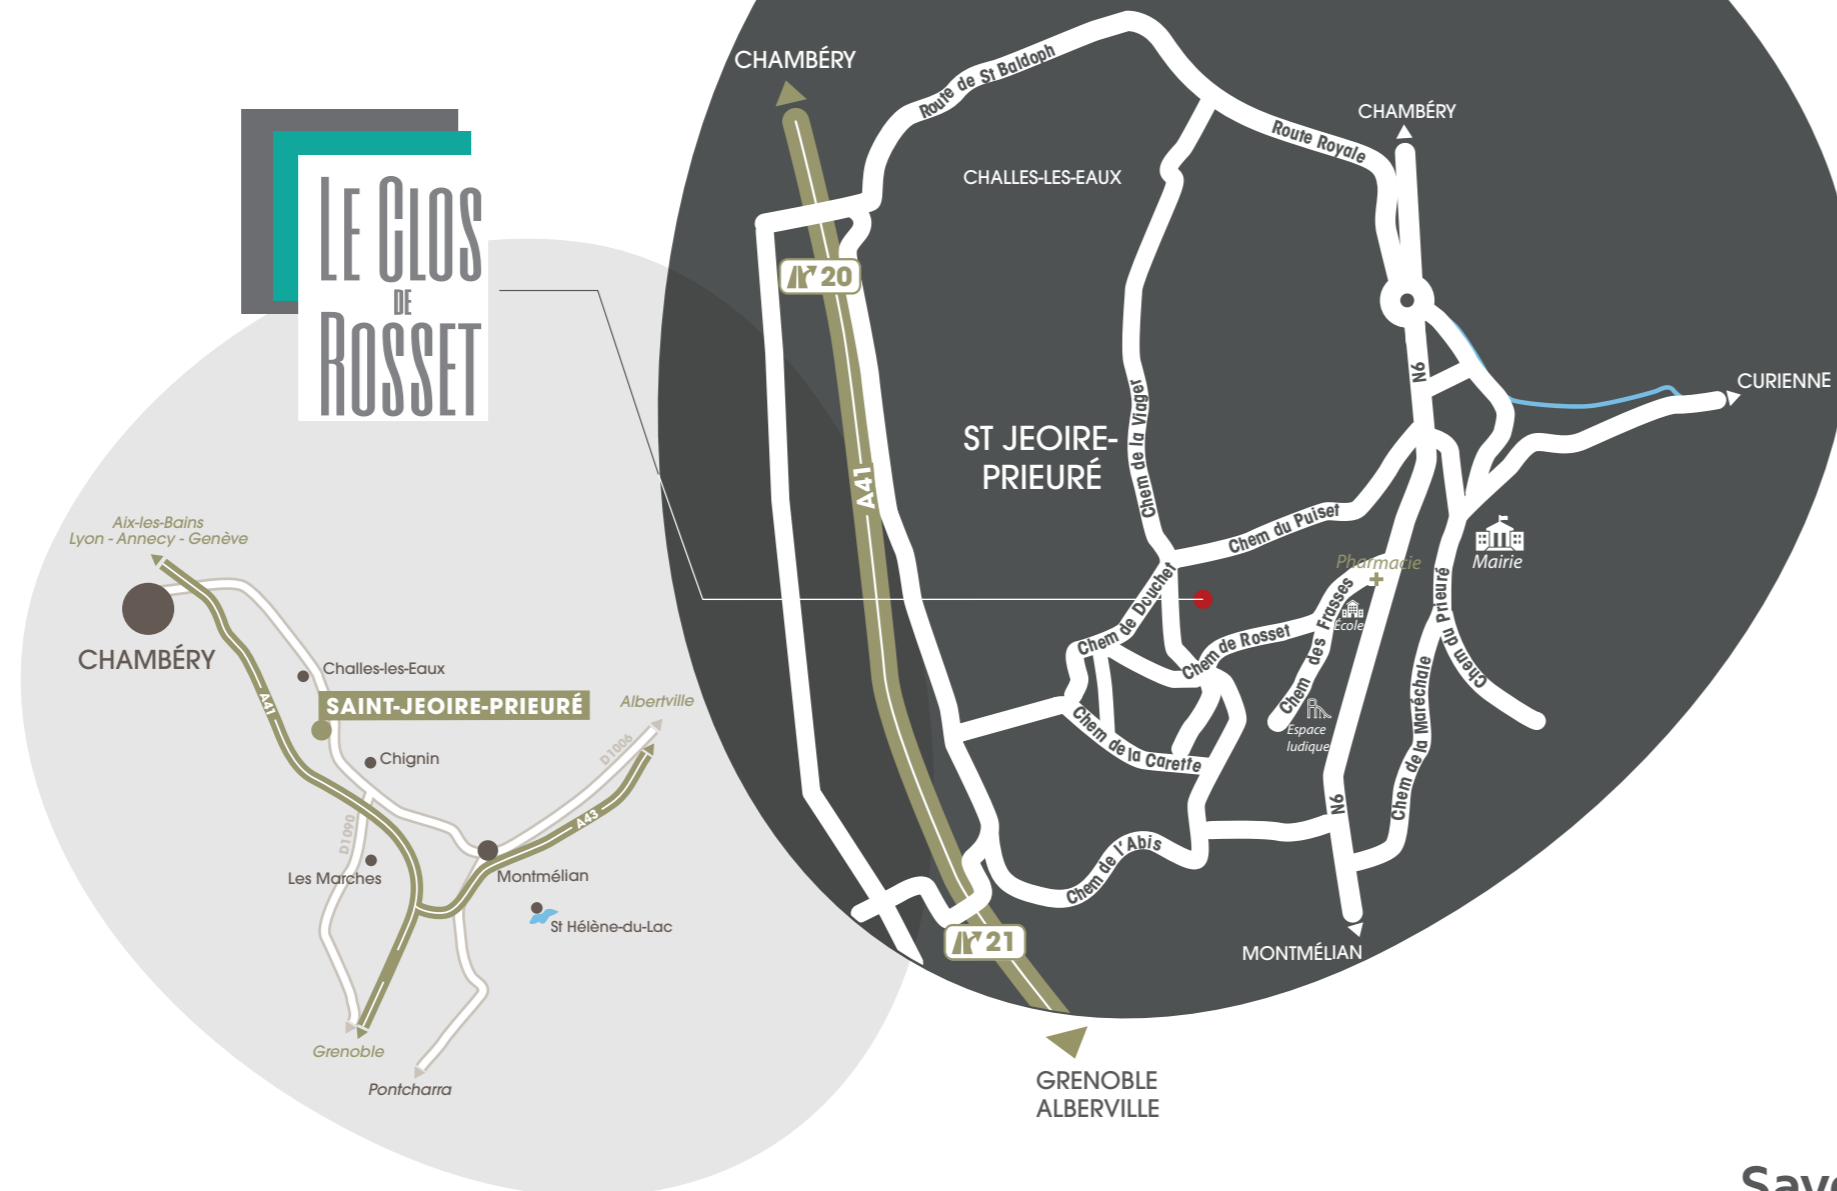 LE CLOS
DE
ROSSET
Aix-les-Bains
Lyon - Annecy - Genève
CHAMBÉRY
Challes-les-Eaux
SAINT-JEOIRE-PRIEURÉ
Albertville
A41
D1006
Chignin
A43
D1090
Les Marches
Montmélian
St Hélène-du-Lac
Grenoble
Pontcharra
CHAMBÉRY
Route de St Baldoph
Route Royale
CHAMBÉRY
CHALLES-LES-EAUX
20
N6
CURIENNE
Chem de la Viager
ST JEOIRE-
PRIEURÉ
A41
Chem du Puiset
Pharmacie
Mairie
Chem de Douchet
Chem des Frasses
École
Chem du Prieuré
Chem de Rosset
Chem de la Maréchale
Chem de la Carette
Espace
ludique
N6
Chem de l'Abis
21
MONTMÉLIAN
GRENOBLE
ALBERVILLE